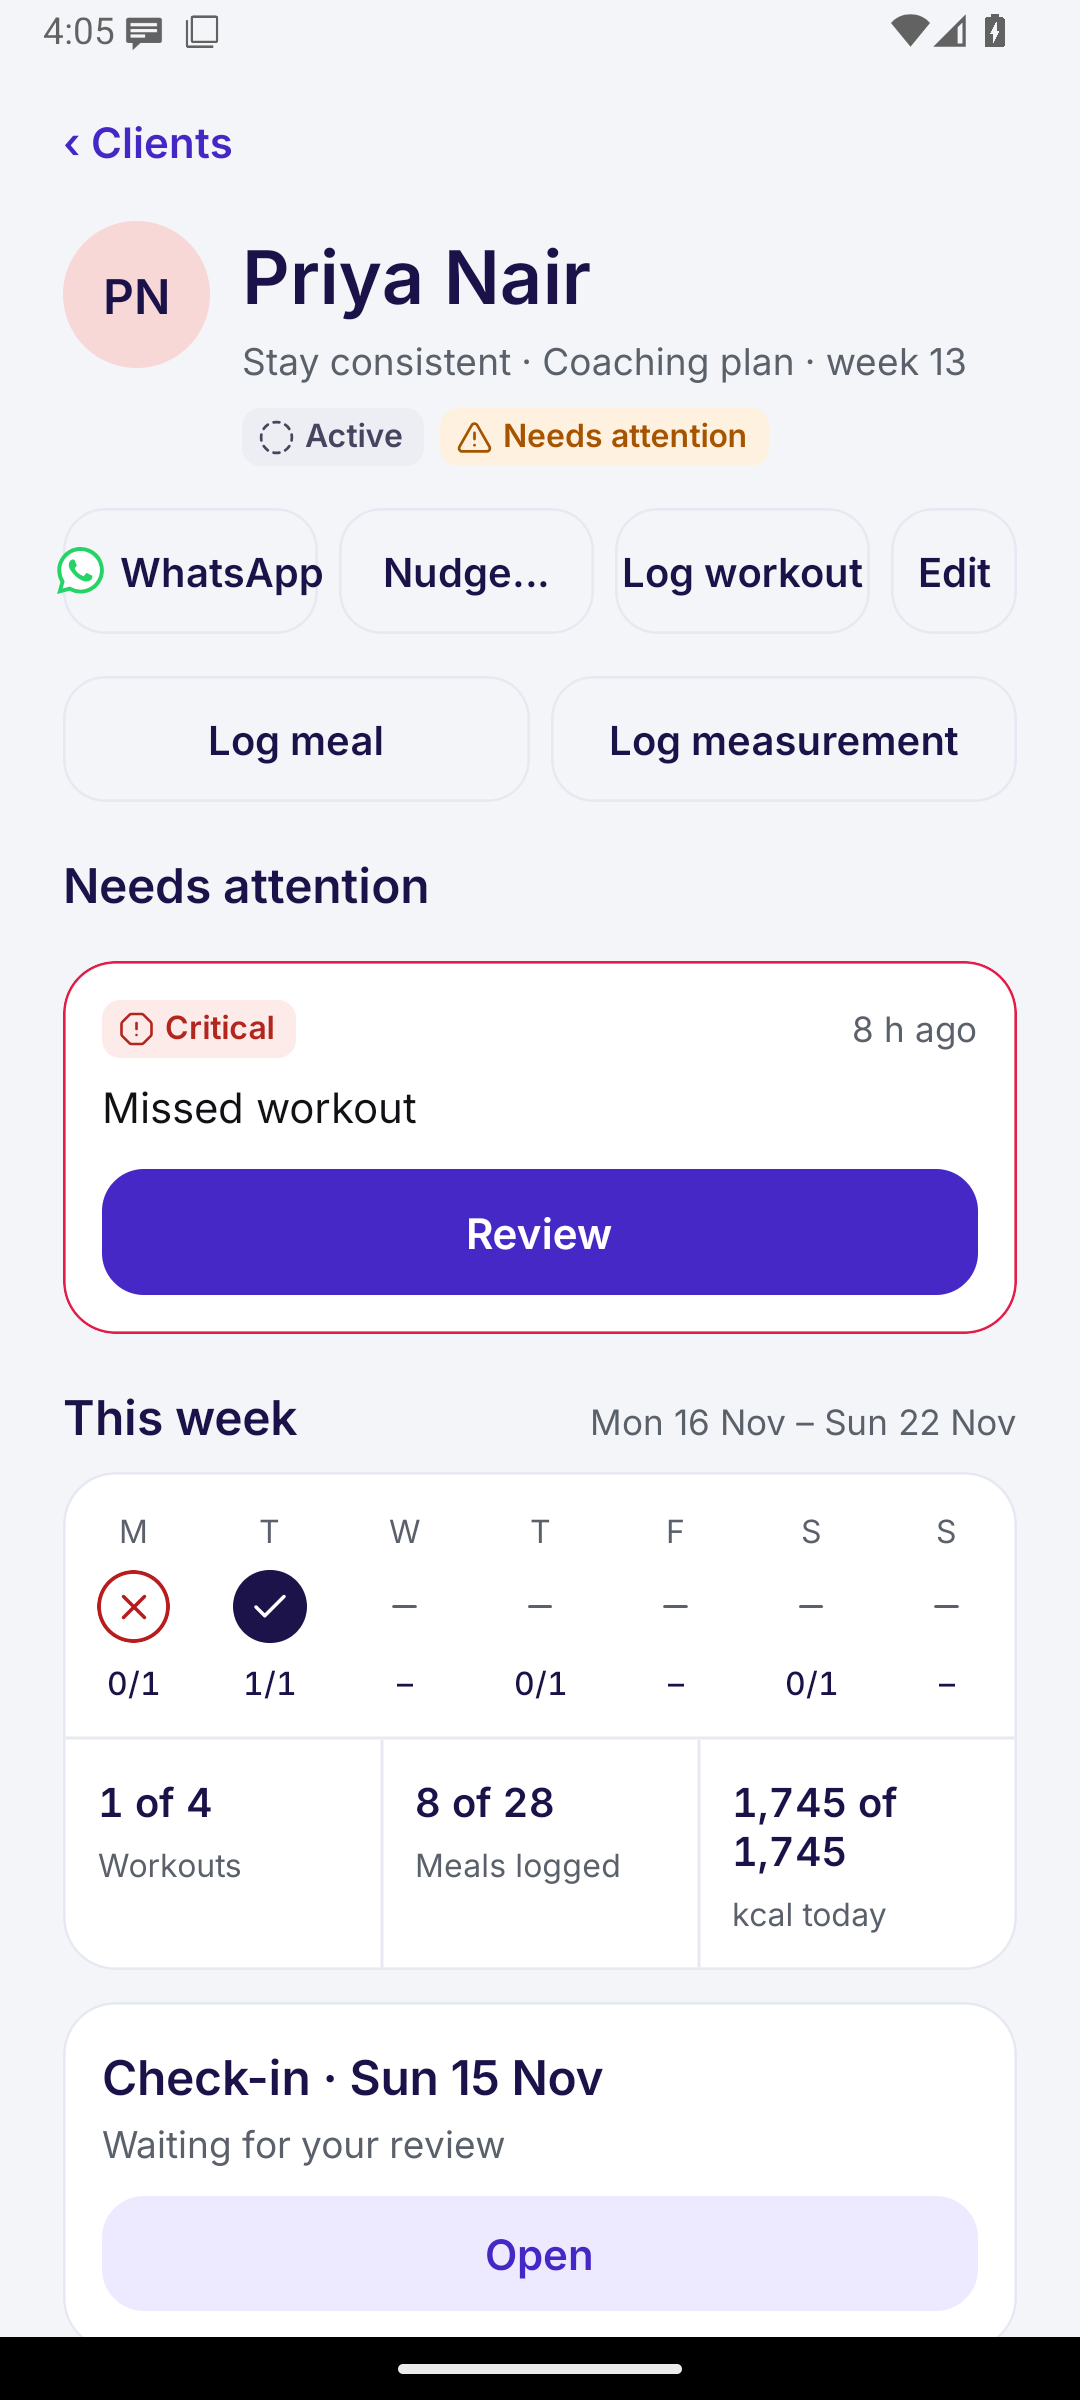 4:05
‹ Clients
PN
Priya Nair
Stay consistent · Coaching plan · week 13
Active
Needs attention
WhatsApp
Nudge...
Log workout
Edit
Log meal
Log measurement
Needs attention
Critical
8 h ago
Missed workout
Review
This week
Mon 16 Nov – Sun 22 Nov
M T W T F S S
– – – – –
0/1 1/1 – 0/1 – 0/1 –
1 of 4
Workouts
8 of 28
Meals logged
1,745 of
1,745
kcal today
Check-in · Sun 15 Nov
Waiting for your review
Open